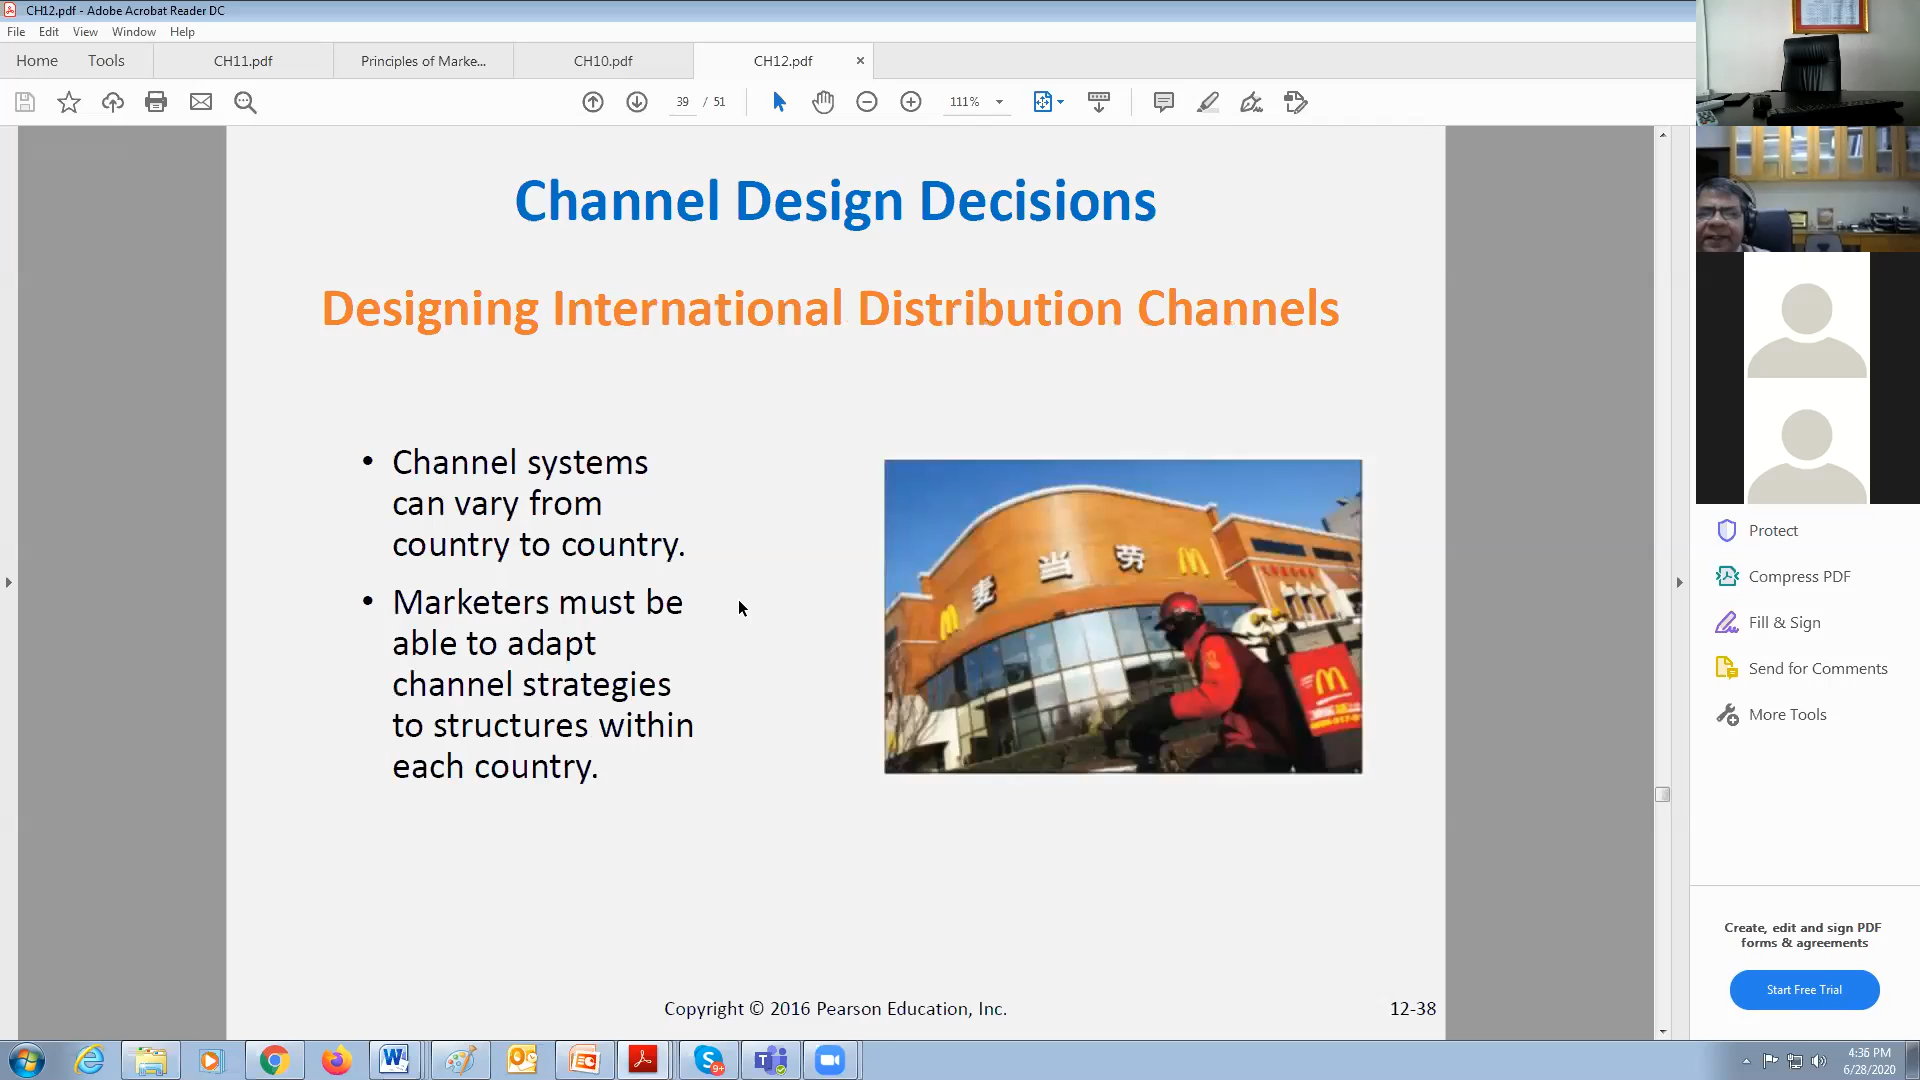 CH12.pdf - Adobe Acrobat Reader DC
File Edit View Window Help
Home Tools CH11.pdf Principles of Marke... CH10.pdf CH12.pdf ×
39 / 51 111%
Channel Design Decisions
Designing International Distribution Channels
• Channel systems
can vary from
country to country.
• Marketers must be
able to adapt
channel strategies
to structures within
each country.
麦当劳
Copyright © 2016 Pearson Education, Inc.
12-38
Protect
Compress PDF
Fill & Sign
Send for Comments
More Tools
Create, edit and sign PDF
forms & agreements
Start Free Trial
9+
4:36 PM
6/28/2020